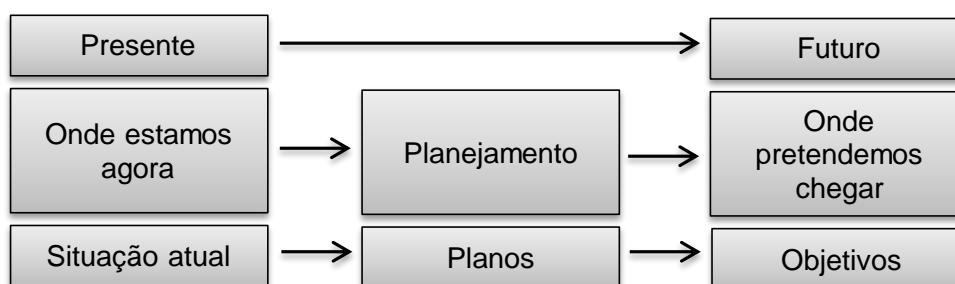 Presente
Futuro
Onde estamos
agora
Planejamento
Onde
pretendemos
chegar
Situação atual
Planos
Objetivos